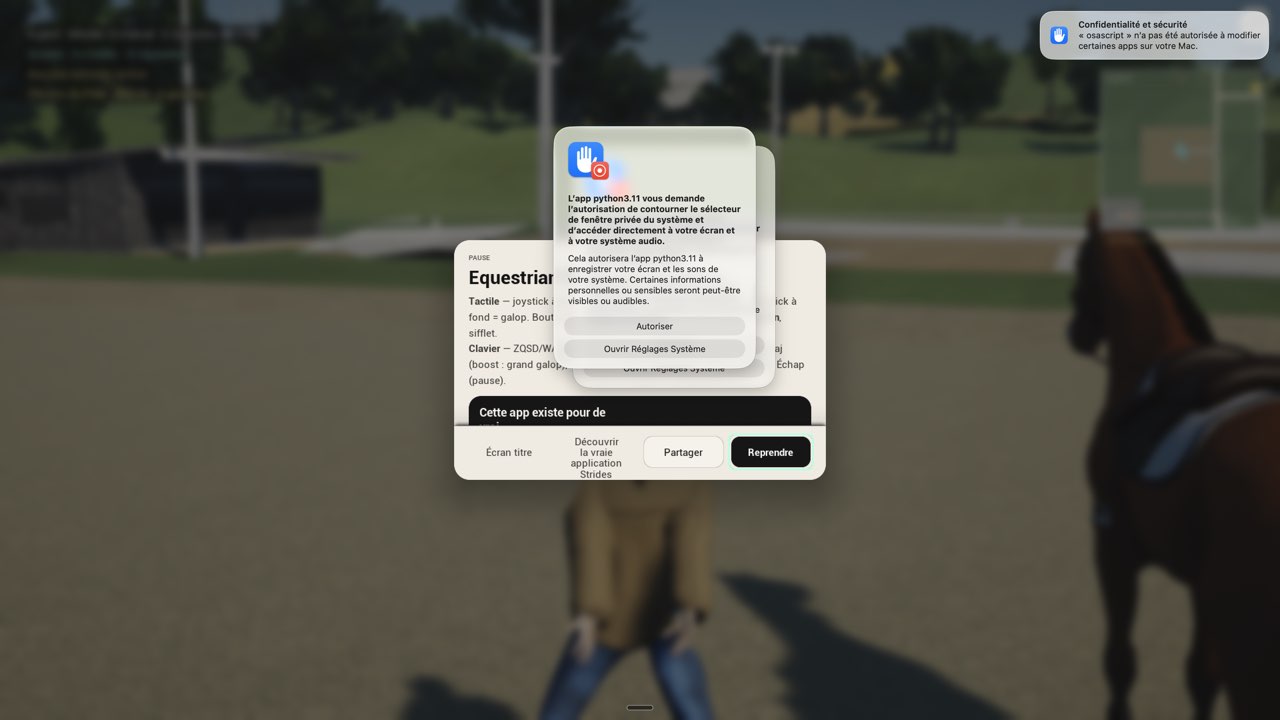 Confidentialité et sécurité
« osascript » n'a pas été autorisée à modifier
certaines apps sur votre Mac.
L'app python3.11 vous demande
l'autorisation de contourner le sélecteur
de fenêtre privée du système et
d'accéder directement à votre écran et
à votre système audio.
Cela autorisera l'app python3.11 à
enregistrer votre écran et les sons de
votre système. Certaines informations
personnelles ou sensibles seront peut-être
visibles ou audibles.
Autoriser
Ouvrir Réglages Système
Ouvrir Réglages Système
PAUSE
Equestrian
Tactile — joystick
fond = galop.
sifflet.
Clavier —
(boost : grand galop), Échap
(pause).
Cette app existe pour de
Écran titre
Découvrir
la vraie
application
Strides
Partager
Reprendre